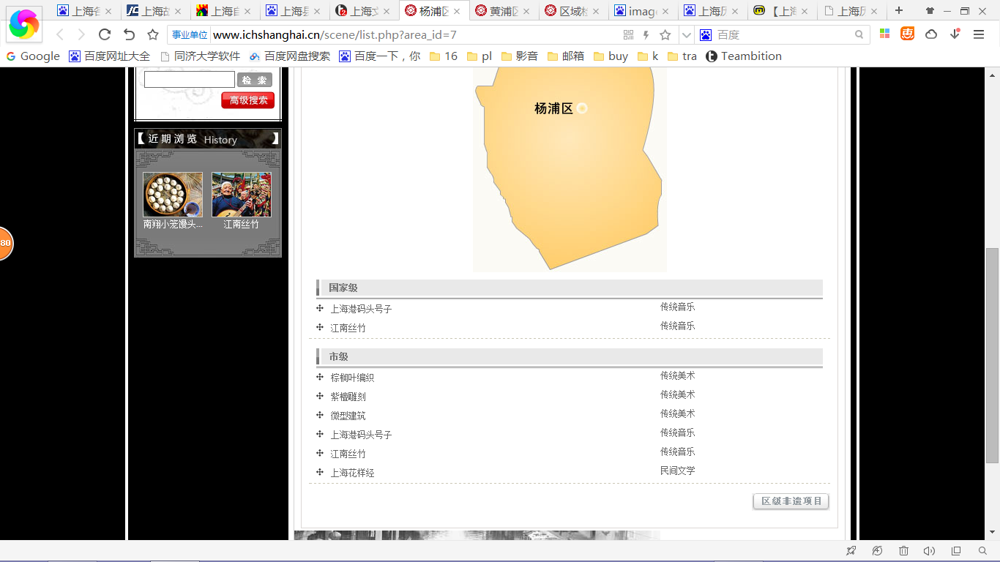 上海各
上海故
上海自
上海县
上海文
杨浦区
黄浦区
区域检
imag
上海历
【上海
上海历
事业单位 www.ichshanghai.cn/scene/list.php?area_id=7 百度
Google 百度网址大全 同济大学软件 百度网盘搜索 百度一下，你 16 pl 影音 邮箱 buy k tra Teambition
检 索
高级搜索
【近期浏览 History 】
南翔小笼馒头... 江南丝竹
80
杨浦区
国家级
上海港码头号子 传统音乐
江南丝竹 传统音乐
市级
棕榈叶编织 传统美术
紫檀雕刻 传统美术
微型建筑 传统美术
上海港码头号子 传统音乐
江南丝竹 传统音乐
上海花样经 民间文学
区级非遗项目